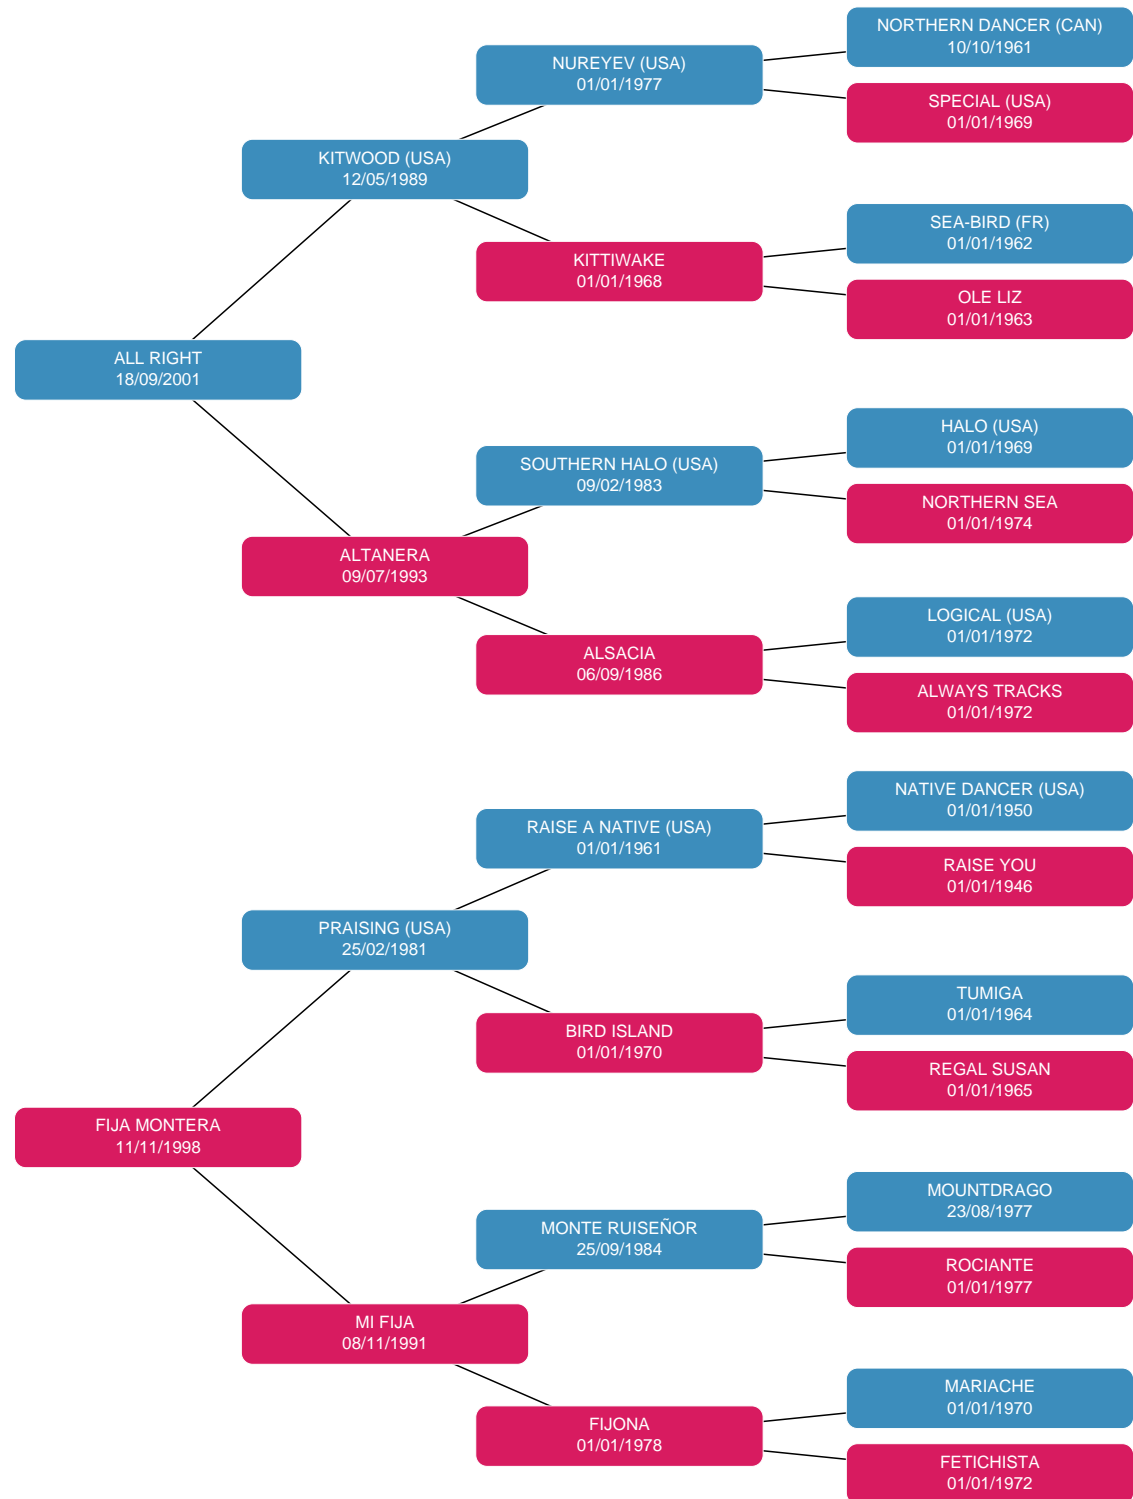 NORTHERN DANCER (CAN)
10/10/1961
NUREYEV (USA)
01/01/1977
SPECIAL (USA)
01/01/1969
KITWOOD (USA)
12/05/1989
SEA-BIRD (FR)
01/01/1962
KITTIWAKE
01/01/1968
OLE LIZ
01/01/1963
ALL RIGHT
18/09/2001
HALO (USA)
01/01/1969
SOUTHERN HALO (USA)
09/02/1983
NORTHERN SEA
01/01/1974
ALTANERA
09/07/1993
LOGICAL (USA)
01/01/1972
ALSACIA
06/09/1986
ALWAYS TRACKS
01/01/1972
NATIVE DANCER (USA)
01/01/1950
RAISE A NATIVE (USA)
01/01/1961
RAISE YOU
01/01/1946
PRAISING (USA)
25/02/1981
TUMIGA
01/01/1964
BIRD ISLAND
01/01/1970
REGAL SUSAN
01/01/1965
FIJA MONTERA
11/11/1998
MOUNTDRAGO
23/08/1977
MONTE RUISEÑOR
25/09/1984
ROCIANTE
01/01/1977
MI FIJA
08/11/1991
MARIACHE
01/01/1970
FIJONA
01/01/1978
FETICHISTA
01/01/1972